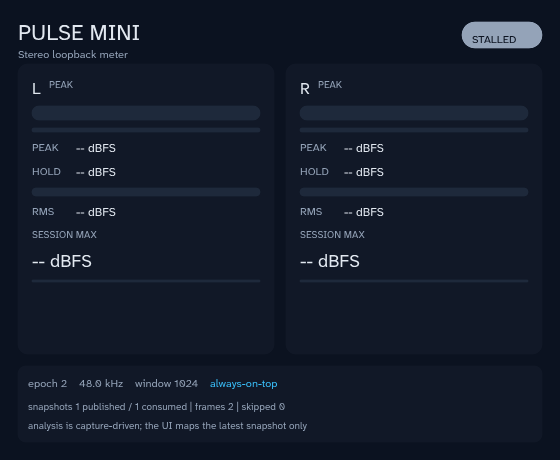 PULSE MINI
STALLED
Stereo loopback meter
L PEAK
PEAK -- dBFS
HOLD -- dBFS
RMS -- dBFS
SESSION MAX
-- dBFS
R PEAK
PEAK -- dBFS
HOLD -- dBFS
RMS -- dBFS
SESSION MAX
-- dBFS
epoch 2 48.0 kHz window 1024 always-on-top
snapshots 1 published / 1 consumed | frames 2 | skipped 0
analysis is capture-driven; the UI maps the latest snapshot only